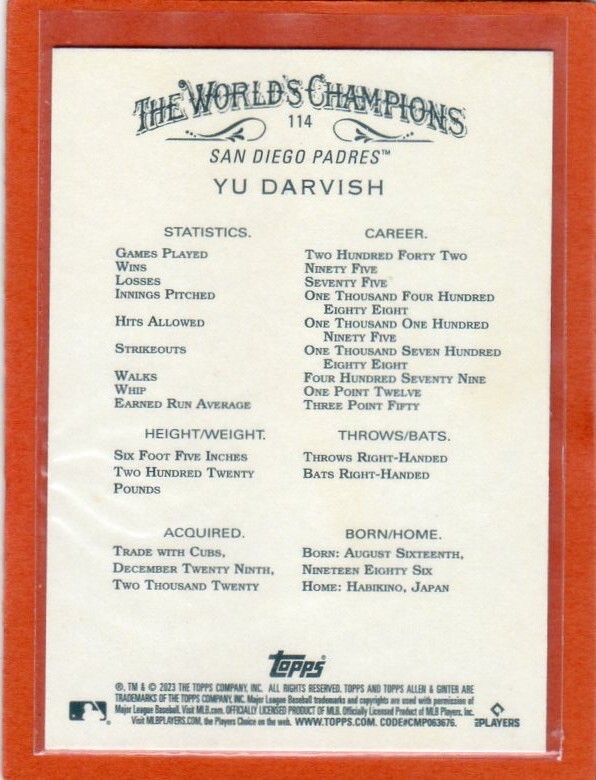 THE WORLD'S CHAMPIONS
114
SAN DIEGO PADRES™
YU DARVISH
STATISTICS. CAREER.
GAMES PLAYED TWO HUNDRED FORTY TWO
WINS NINETY FIVE
LOSSES SEVENTY FIVE
INNINGS PITCHED ONE THOUSAND FOUR HUNDRED
EIGHTY EIGHT
HITS ALLOWED ONE THOUSAND ONE HUNDRED
NINETY FIVE
STRIKEOUTS ONE THOUSAND SEVEN HUNDRED
EIGHTY EIGHT
WALKS FOUR HUNDRED SEVENTY NINE
WHIP ONE POINT TWELVE
EARNED RUN AVERAGE THREE POINT FIFTY
HEIGHT/WEIGHT. THROWS/BATS.
SIX FOOT FIVE INCHES THROWS RIGHT-HANDED
TWO HUNDRED TWENTY BATS RIGHT-HANDED
POUNDS
ACQUIRED. BORN/HOME.
TRADE WITH CUBS, BORN: AUGUST SIXTEENTH,
DECEMBER TWENTY NINTH, NINETEEN EIGHTY SIX
TWO THOUSAND TWENTY HOME: HABIKINO, JAPAN
Topps®
®, TM & © 2023 THE TOPPS COMPANY, INC. ALL RIGHTS RESERVED. TOPPS AND TOPPS ALLEN & GINTER ARE
TRADEMARKS OF THE TOPPS COMPANY, INC. Major League Baseball trademarks and copyrights are used with permission of
Major League Baseball. Visit MLB.com. OFFICIALLY LICENSED PRODUCT OF MLB. Officially Licensed Product of MLB Players, Inc.
Visit MLBPLAYERS.com, the Players Choice on the web. WWW.TOPPS.COM. CODE#CMP063676. PLAYERS